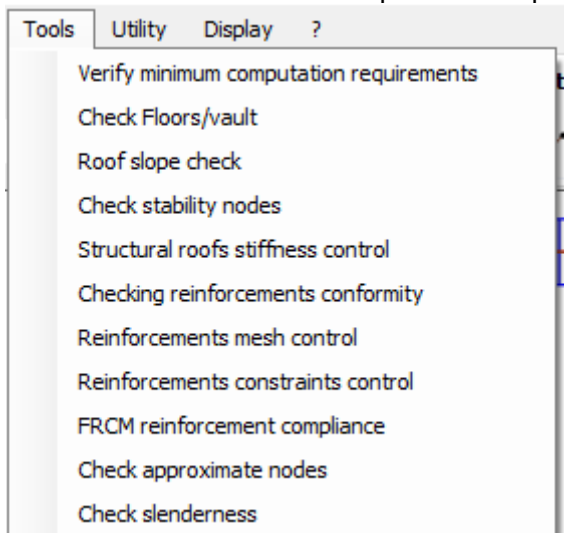 Tools Utility Display ?
Verify minimum computation requirements
Check Floors/vault
Roof slope check
Check stability nodes
Structural roofs stiffness control
Checking reinforcements conformity
Reinforcements mesh control
Reinforcements constraints control
FRCM reinforcement compliance
Check approximate nodes
Check slenderness